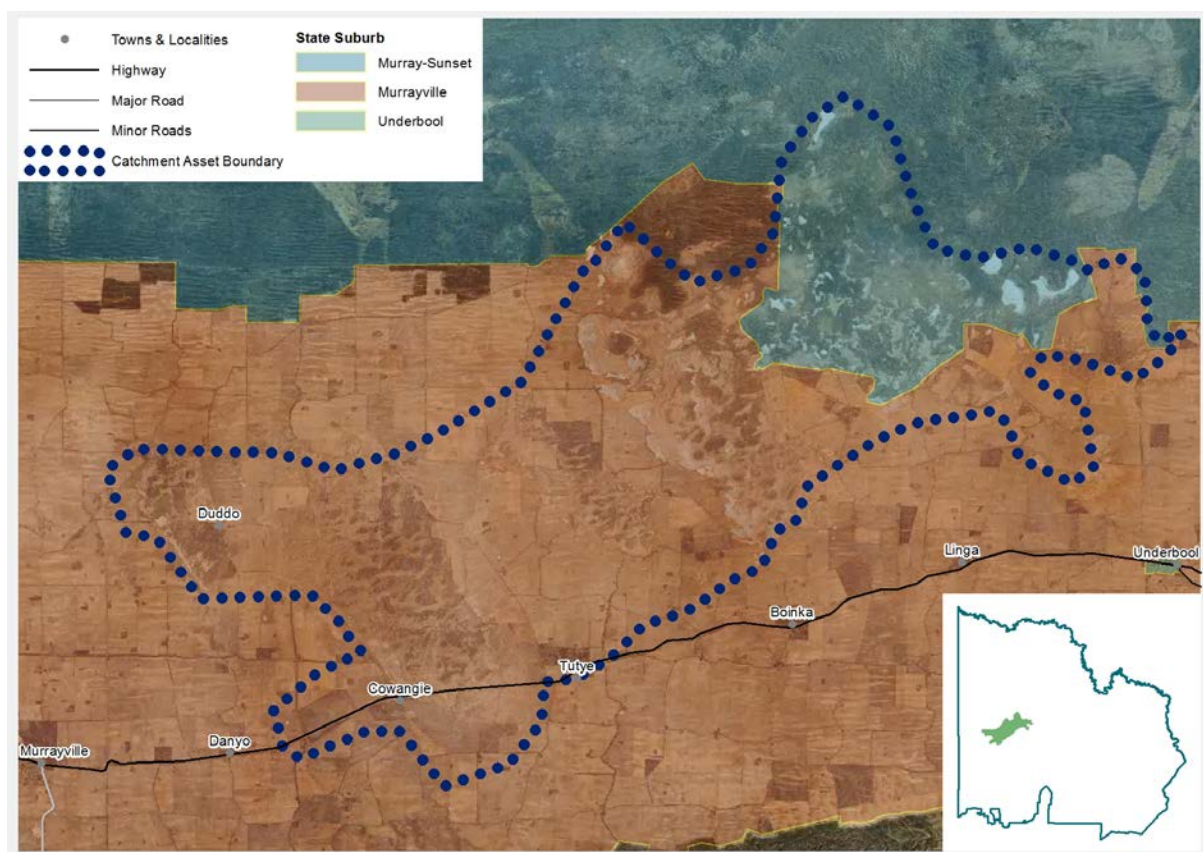 Towns & Localities
Highway
Major Road
Minor Roads
Catchment Asset Boundary
State Suburb
Murray-Sunset
Murrayville
Underbool
Duddo
Linga
Underbool
Boinka
Tutye
Cowangie
Danyo
Murrayville